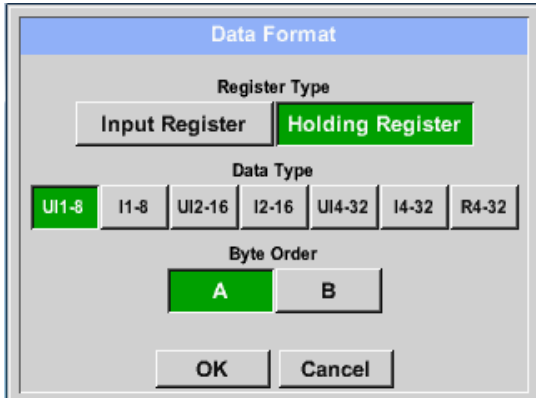 Data Format
Register Type
Input Register Holding Register
Data Type
UI1-8 I1-8 UI2-16 I2-16 UI4-32 I4-32 R4-32
Byte Order
A B
OK Cancel